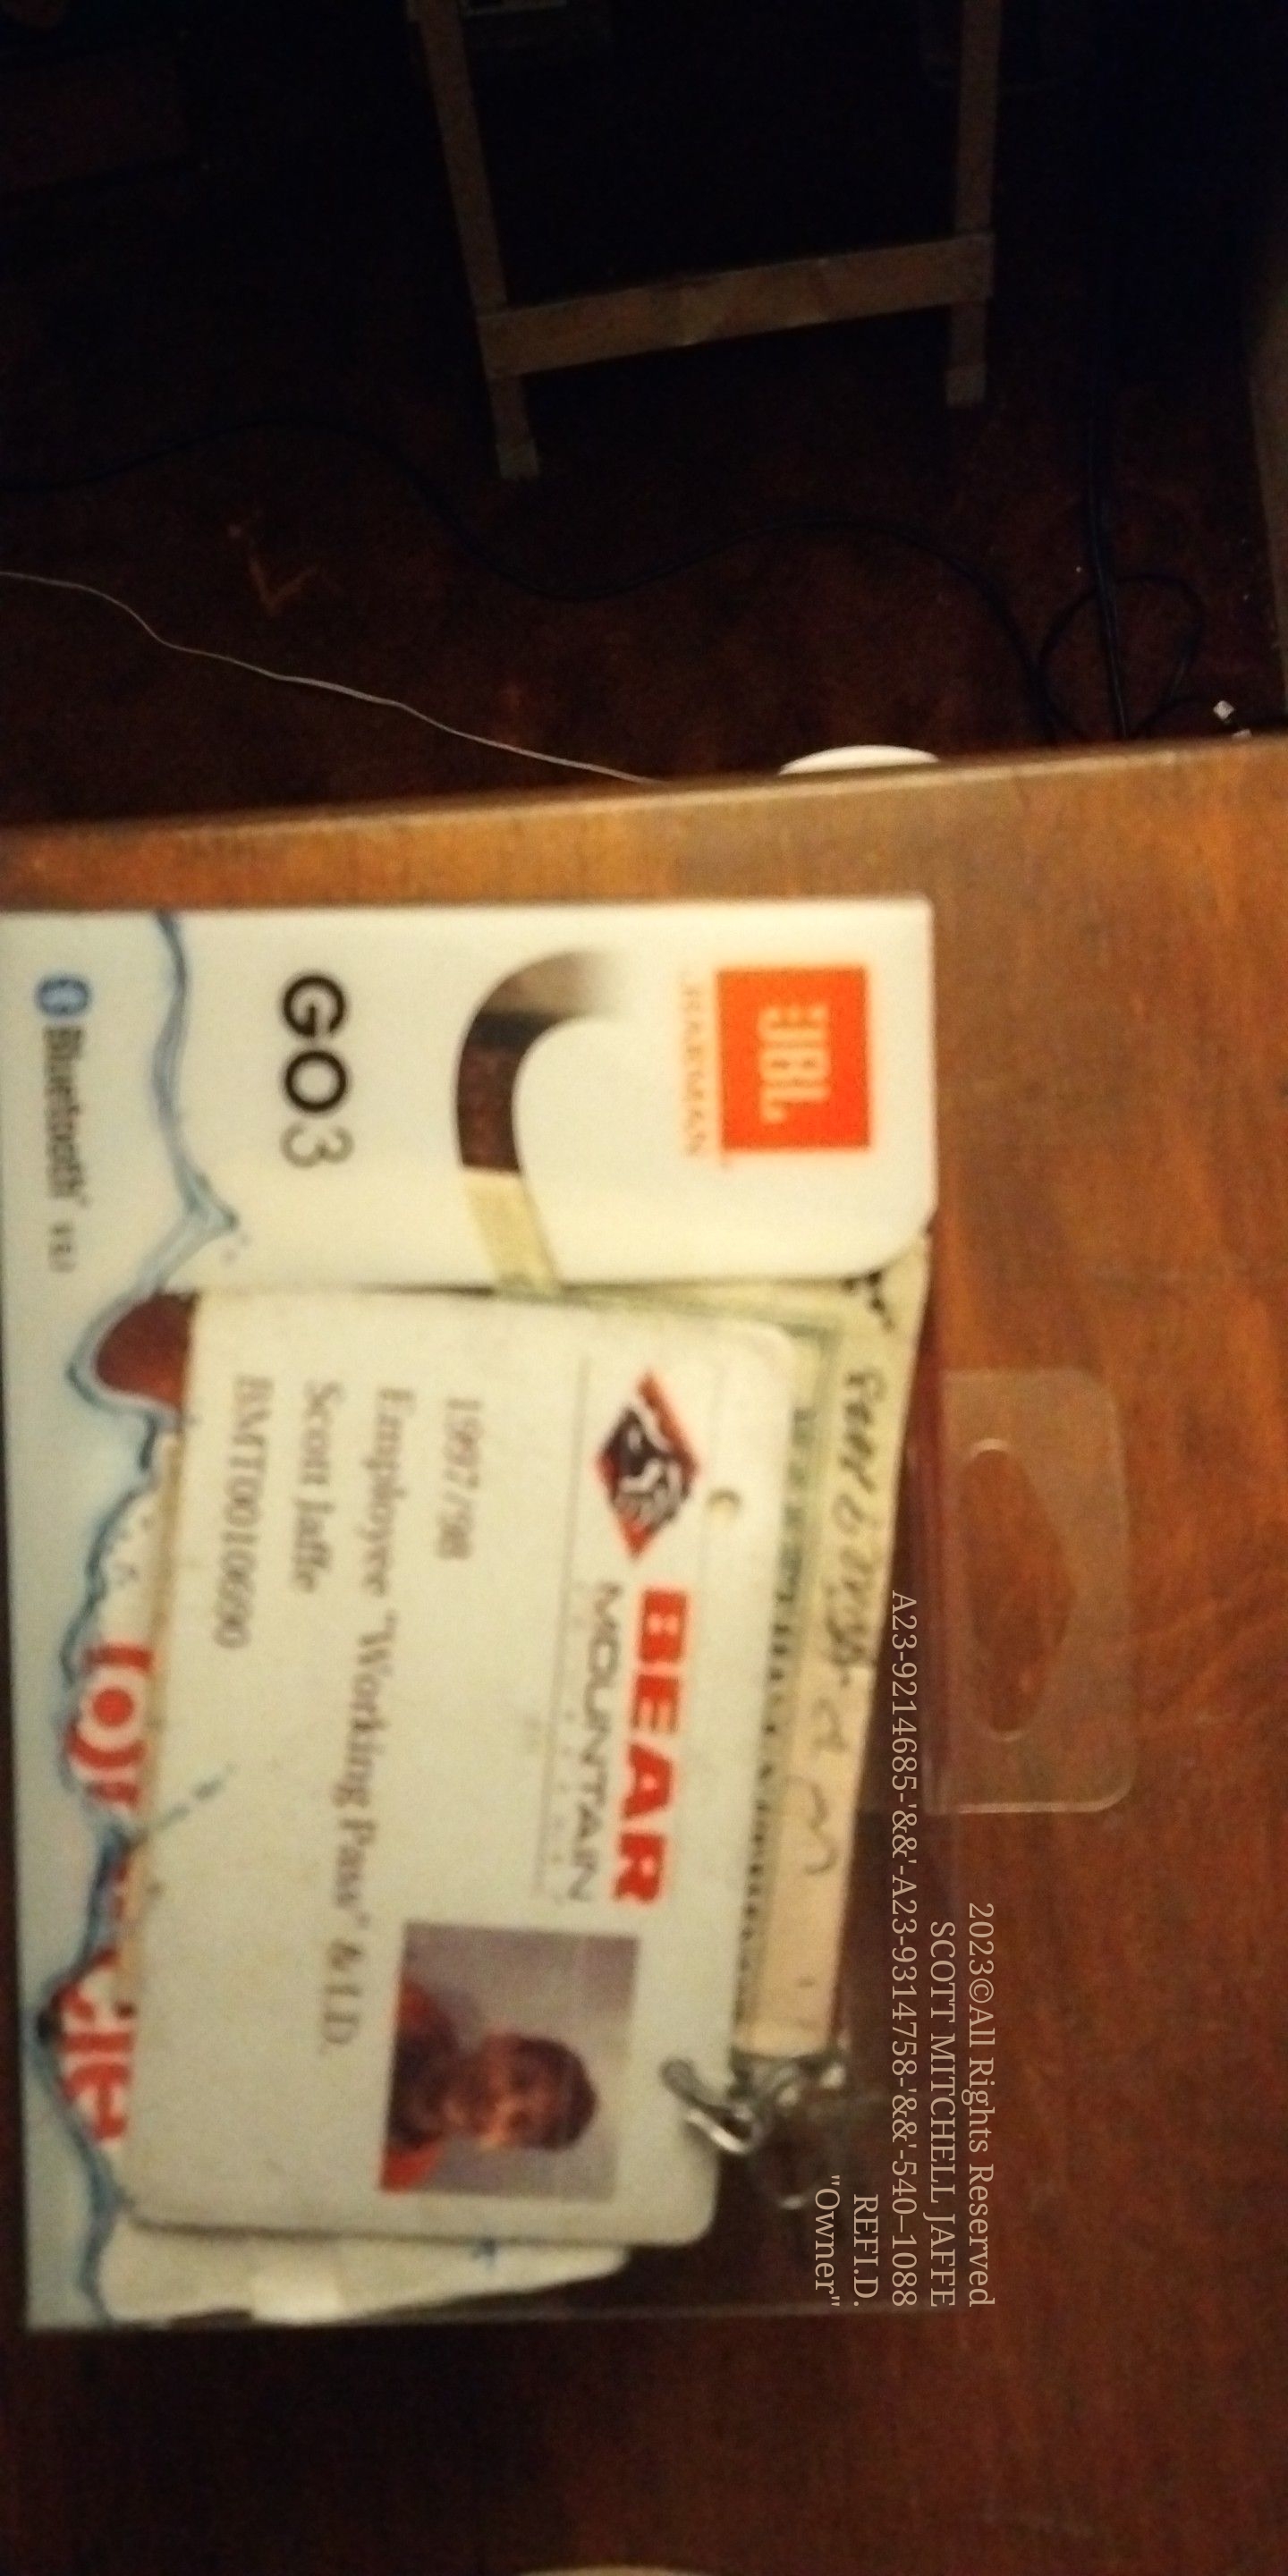 JBL
HARMAN
GO3
Bluetooth
BEAR
MOUNTAIN
1997/98
Employee "Working Pass" & I.D.
Scott Jaffe
BMT0010690
2023©All Rights Reserved
SCOTT MITCHELL JAFFE
A23-9214685-'&&'-A23-9314758-'&&'-540-1088
REFI.D.
"Owner"